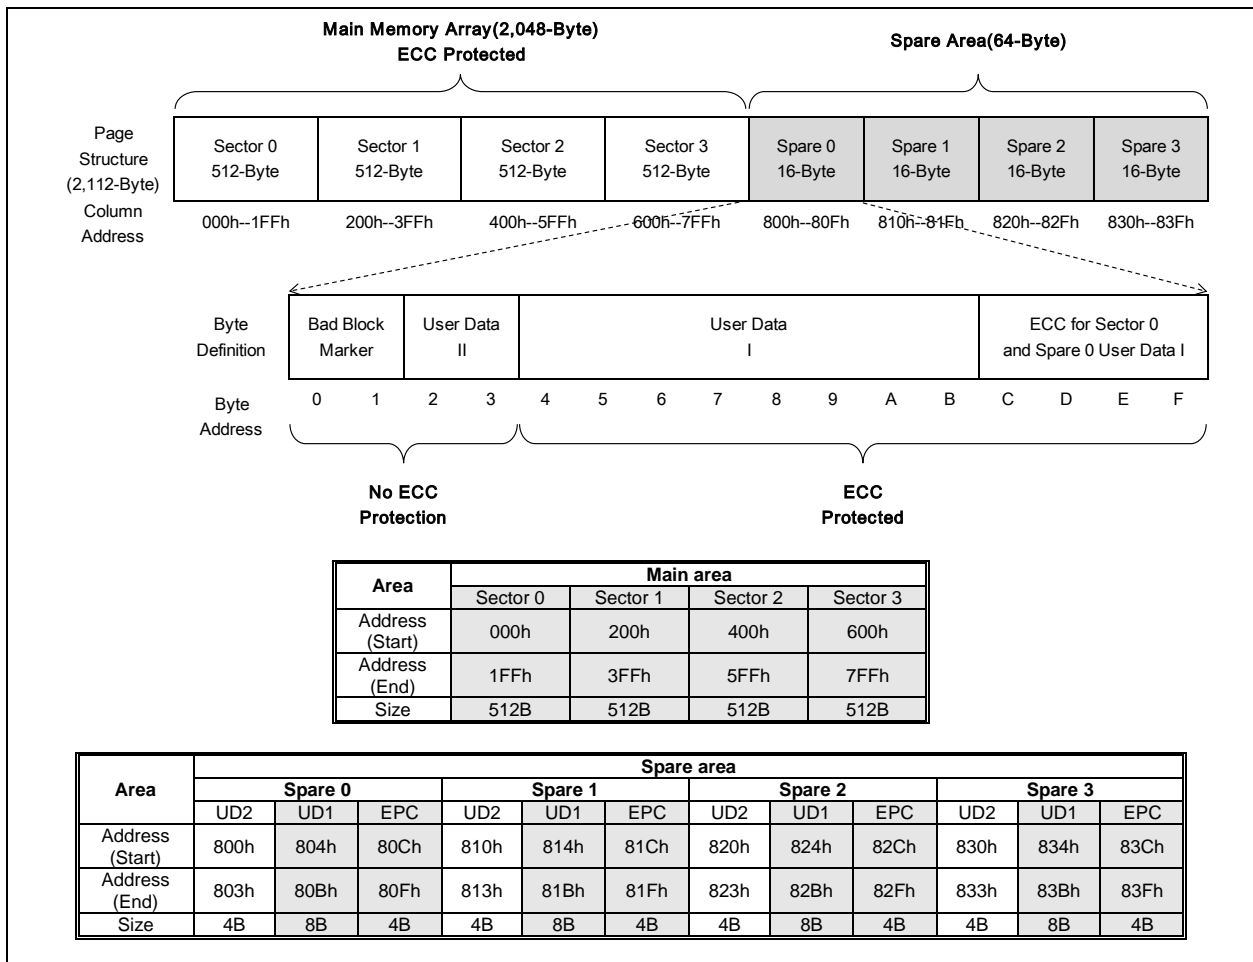 Main Memory Array(2,048-Byte)
ECC Protected
Spare Area(64-Byte)
Page
Structure
(2,112-Byte)
Sector 0
512-Byte
Sector 1
512-Byte
Sector 2
512-Byte
Sector 3
512-Byte
Spare 0
16-Byte
Spare 1
16-Byte
Spare 2
16-Byte
Spare 3
16-Byte
Column
Address
000h--1FFh 200h--3FFh 400h--5FFh 600h--7FFh 800h--80Fh 810h--81Fh 820h--82Fh 830h--83Fh
Byte
Definition
Bad Block
Marker
User Data
II
User Data
I
ECC for Sector 0
and Spare 0 User Data I
Byte
Address
0 1 2 3 4 5 6 7 8 9 A B C D E F
No ECC
Protection
ECC
Protected
Area Main area
Sector 0 Sector 1 Sector 2 Sector 3
Address
(Start)
000h 200h 400h 600h
Address
(End)
1FFh 3FFh 5FFh 7FFh
Size 512B 512B 512B 512B
Area Spare area
Spare 0 Spare 1 Spare 2 Spare 3
UD2 UD1 EPC UD2 UD1 EPC UD2 UD1 EPC UD2 UD1 EPC
Address
(Start)
800h 804h 80Ch 810h 814h 81Ch 820h 824h 82Ch 830h 834h 83Ch
Address
(End)
803h 80Bh 80Fh 813h 81Bh 81Fh 823h 82Bh 82Fh 833h 83Bh 83Fh
Size 4B 8B 4B 4B 8B 4B 4B 8B 4B 4B 8B 4B